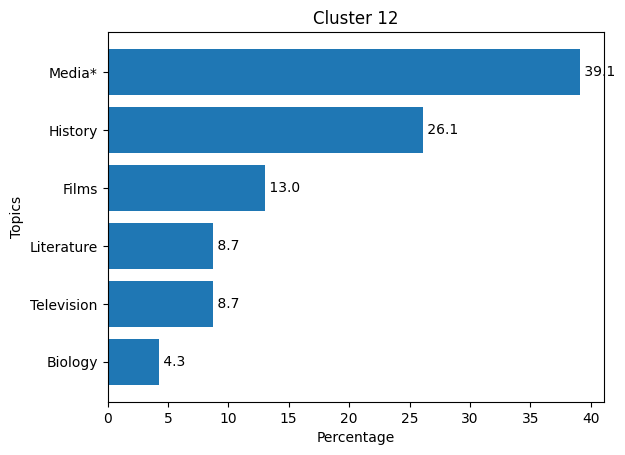 Cluster 12
Topics
Media* 39.1
History 26.1
Films 13.0
Literature 8.7
Television 8.7
Biology 4.3
0 5 10 15 20 25 30 35 40
Percentage